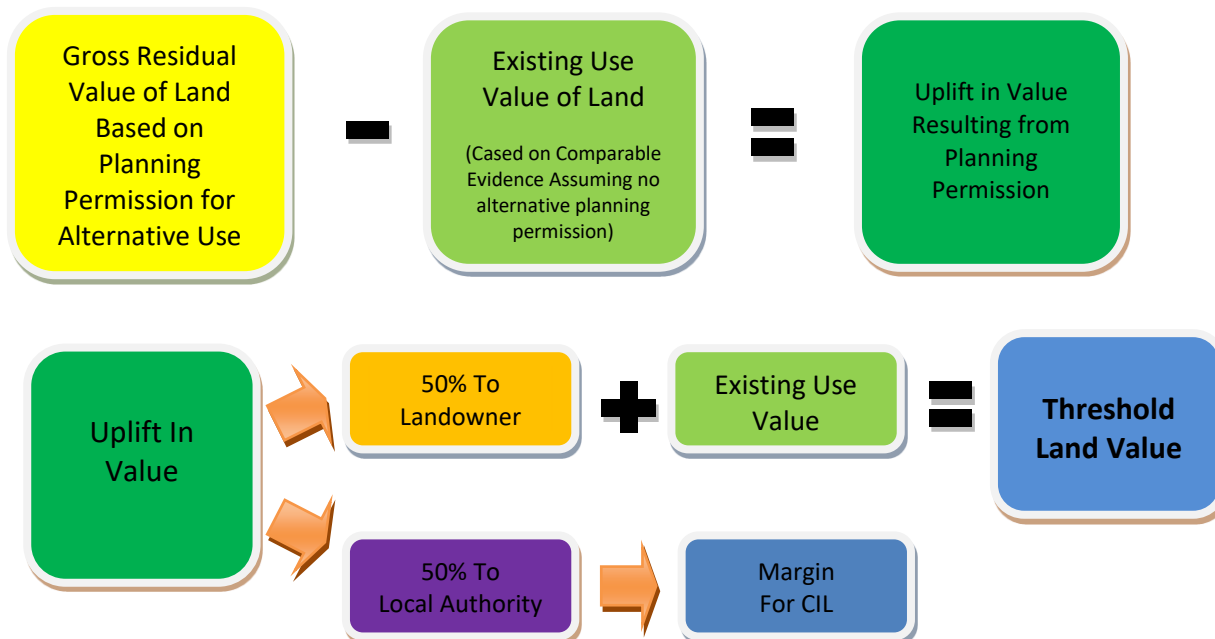 Gross Residual
Value of Land
Based on
Planning
Permission for
Alternative Use
Existing Use
Value of Land
(Cased on Comparable
Evidence Assuming no
alternative planning
permission)
Uplift in Value
Resulting from
Planning
Permission
Uplift In
Value
50% To
Landowner
Existing Use
Value
Threshold
Land Value
50% To
Local Authority
Margin
For CIL